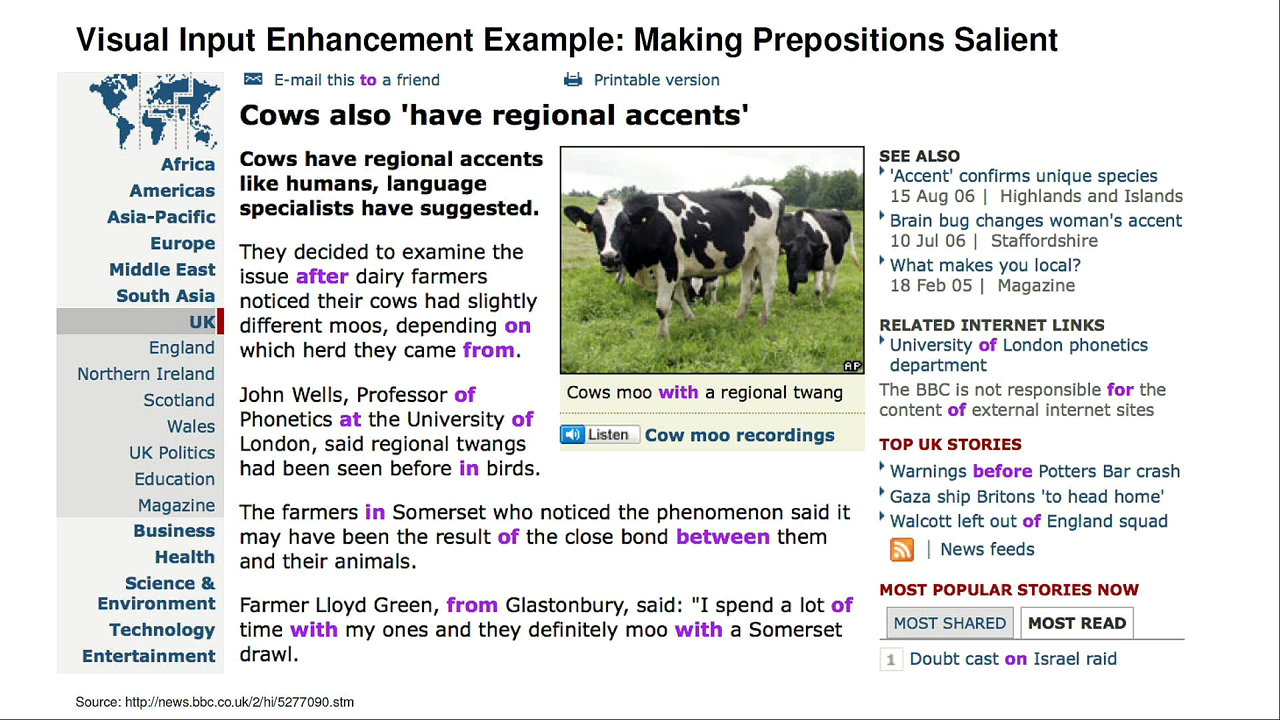 Visual Input Enhancement Example: Making Prepositions Salient
E-mail this to a friend
Printable version
Cows also 'have regional accents'
Africa
Americas
Asia-Pacific
Europe
Middle East
South Asia
UK
England
Northern Ireland
Scotland
Wales
UK Politics
Education
Magazine
Business
Health
Science &
Environment
Technology
Entertainment
Cows have regional accents
like humans, language
specialists have suggested.
They decided to examine the
issue after dairy farmers
noticed their cows had slightly
different moos, depending on
which herd they came from.
John Wells, Professor of
Phonetics at the University of
London, said regional twangs
had been seen before in birds.
AP
Cows moo with a regional twang
Listen Cow moo recordings
The farmers in Somerset who noticed the phenomenon said it
may have been the result of the close bond between them
and their animals.
Farmer Lloyd Green, from Glastonbury, said: "I spend a lot of
time with my ones and they definitely moo with a Somerset
drawl.
SEE ALSO
'Accent' confirms unique species
15 Aug 06 | Highlands and Islands
Brain bug changes woman's accent
10 Jul 06 | Staffordshire
What makes you local?
18 Feb 05 | Magazine
RELATED INTERNET LINKS
University of London phonetics
department
The BBC is not responsible for the
content of external internet sites
TOP UK STORIES
Warnings before Potters Bar crash
Gaza ship Britons 'to head home'
Walcott left out of England squad
| News feeds
MOST POPULAR STORIES NOW
MOST SHARED MOST READ
1 Doubt cast on Israel raid
Source: http://news.bbc.co.uk/2/hi/5277090.stm